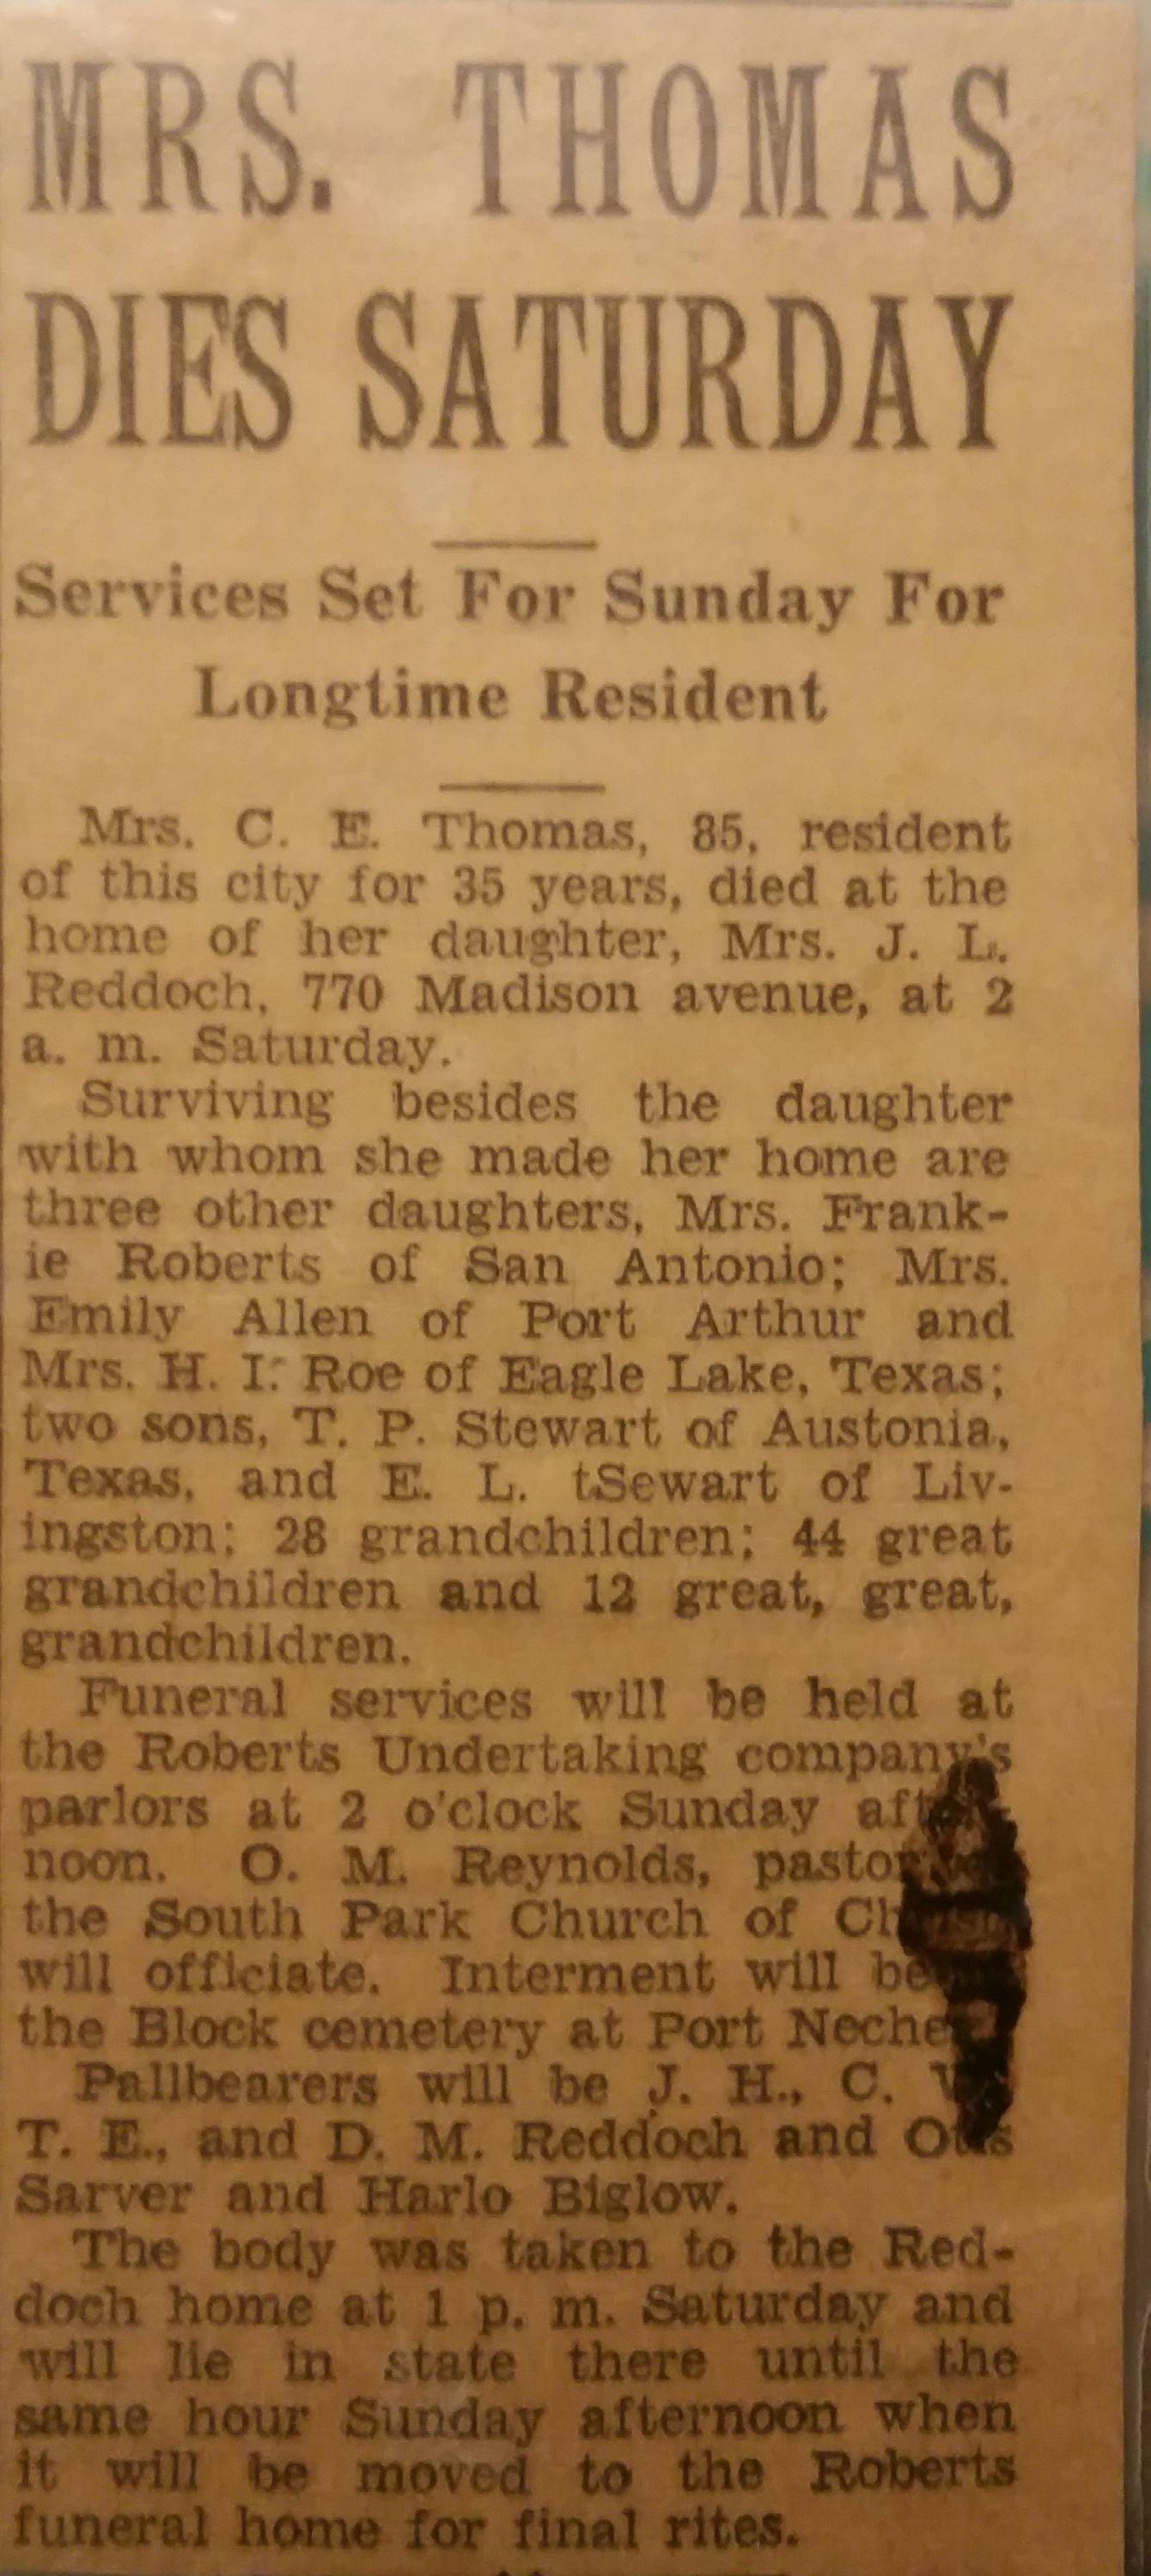 MRS. THOMAS
DIES SATURDAY
Services Set For Sunday For
Longtime Resident
Mrs. C. E. Thomas, 85, resident
of this city for 35 years, died at the
home of her daughter, Mrs. J. L.
Reddoch, 770 Madison avenue, at 2
a. m. Saturday.
Surviving besides the daughter
with whom she made her home are
three other daughters, Mrs. Frank-
ie Roberts of San Antonio; Mrs.
Emily Allen of Port Arthur and
Mrs. H. I. Roe of Eagle Lake, Texas;
two sons, T. P. Stewart of Austonia,
Texas, and E. L. tSewart of Liv-
ingston; 28 grandchildren; 44 great
grandchildren and 12 great, great,
grandchildren.
Funeral services will be held at
the Roberts Undertaking company's
parlors at 2 o'clock Sunday
noon. O. M. Reynolds, pastor
the South Park Church of
will officiate. Interment will be
the Block cemetery at Port
Pallbearers will be J. H., C.
T. E., and D. M. Reddoch and Otis
Sarver and Harlo Biglow.
The body was taken to the Red-
doch home at 1 p. m. Saturday and
will lie in state there until the
same hour Sunday afternoon when
it will be moved to the Roberts
funeral home for final rites.